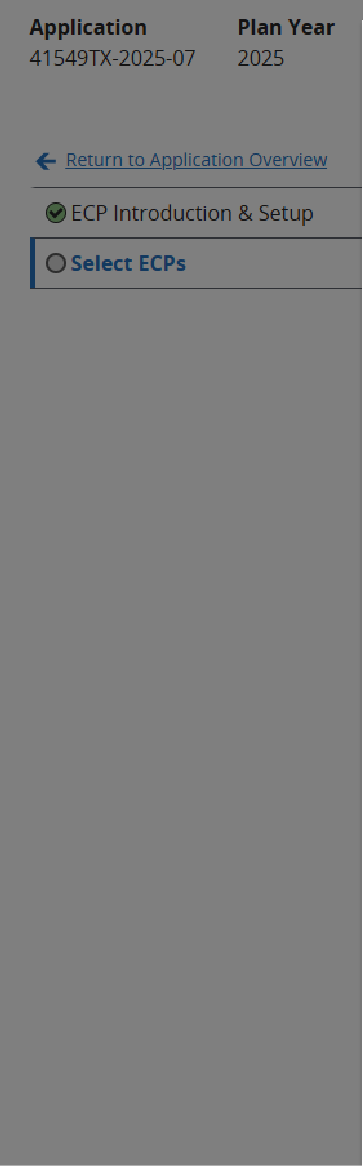 Application Plan Year
41549TX-2025-07 2025
Return to Application Overview
ECP Introduction & Setup
Select ECPs